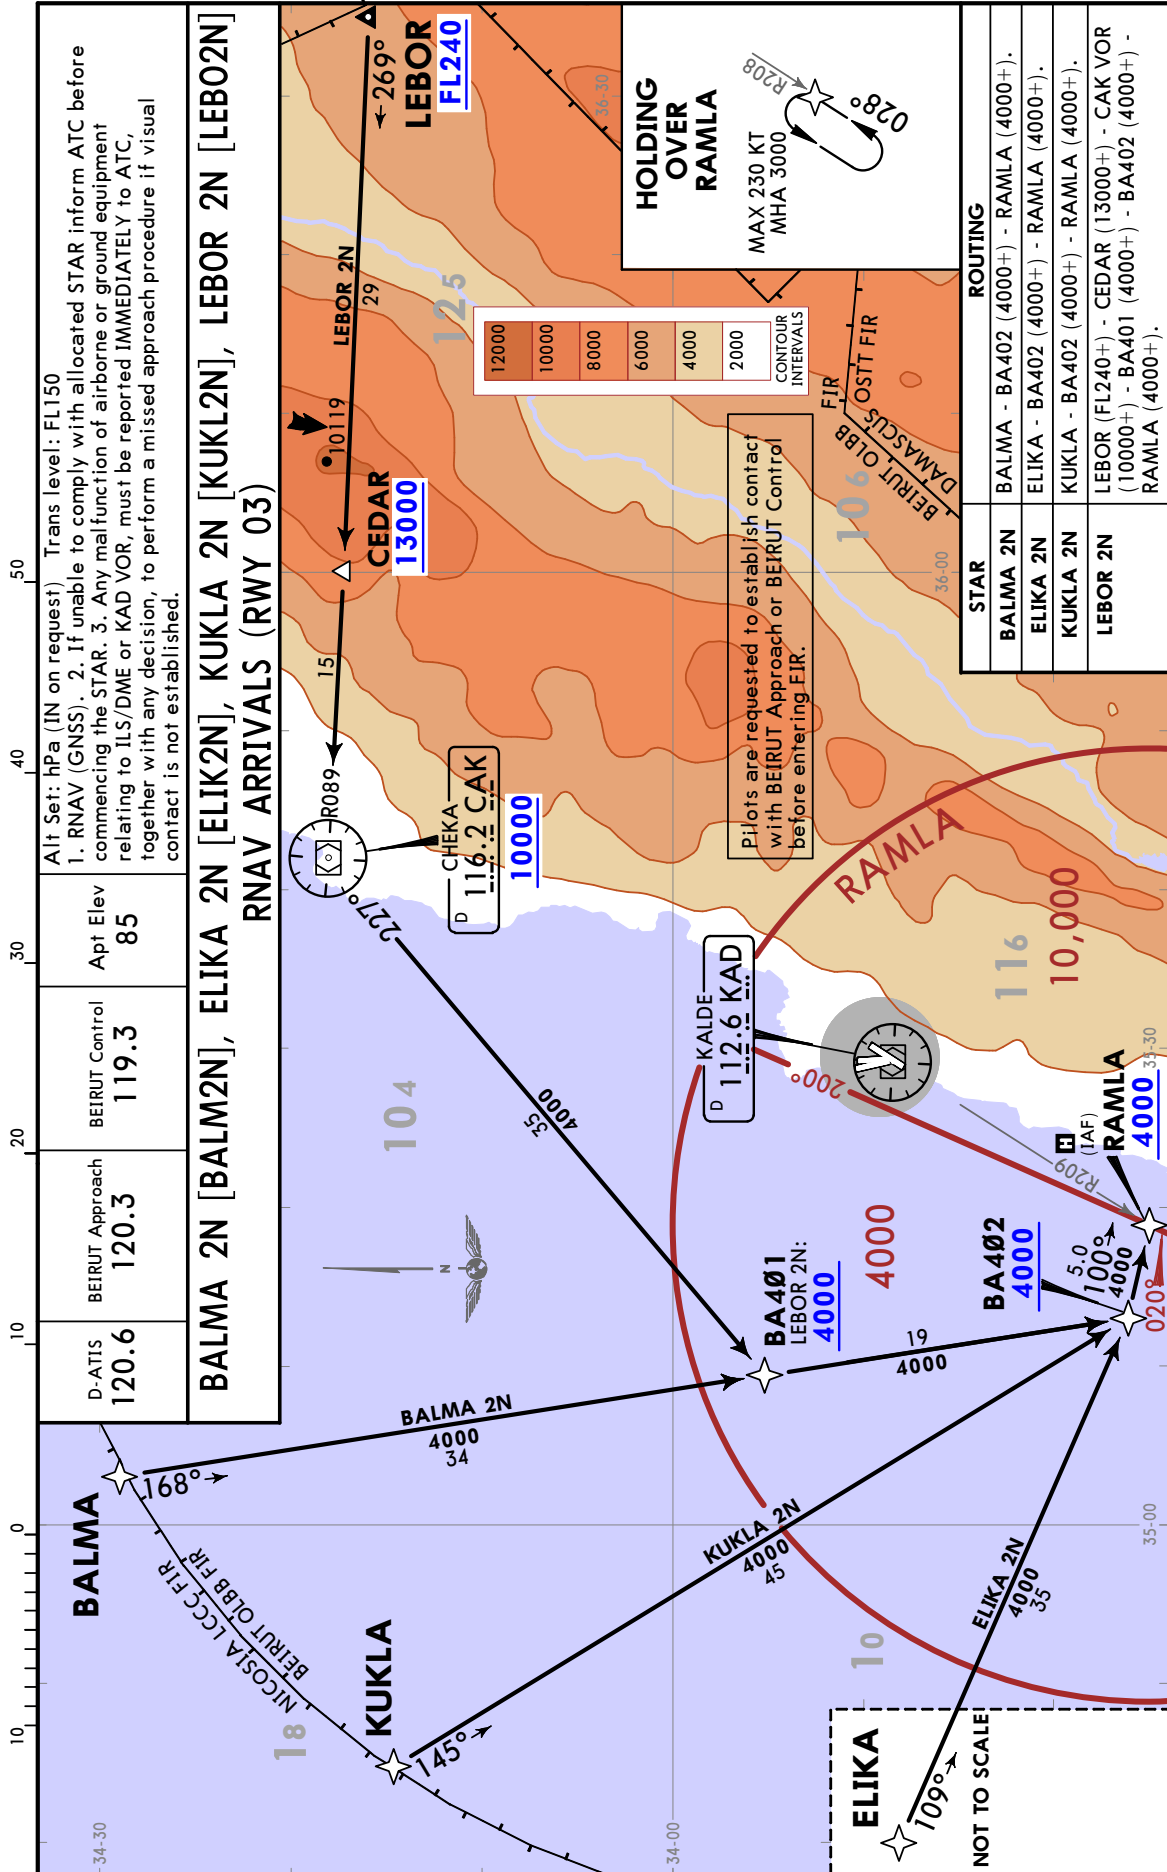 D-ATIS
120.6
BEIRUT Approach
120.3
BEIRUT Control
119.3
Apt Elev
85
Alt Set: hPa (IN on request) Trans level: FL150
1. RNAV (GNSS). 2. If unable to comply with allocated STAR inform ATC before
commencing the STAR. 3. Any malfunction of airborne or ground equipment
relating to ILS/DME or KAD VOR, must be reported IMMEDIATELY to ATC,
together with any decision, to perform a missed approach procedure if visual
contact is not established.
BALMA 2N [BALM2N], ELIKA 2N [ELIK2N], KUKLA 2N [KUKL2N], LEBOR 2N [LEBO2N]
RNAV ARRIVALS (RWY 03)
10
0
10
20
30
40
50
34-30
BALMA
168°
NICOSIA LCCC FIR
BEIRUT OLBB FIR
18
KUKLA
145°
BALMA 2N
4000
34
N
104
R089
15
CHEKA
D 116.2 CAK
10000
227°
35
4000
CEDAR
13000
10119
LEBOR 2N
29
269°
LEBOR
FL240
125
36-30
12000
10000
8000
6000
4000
2000
CONTOUR
INTERVALS
HOLDING
OVER
RAMLA
MAX 230 KT
MHA 3000
R208
028°
34-00
KUKLA 2N
4000
45
BA4Ø1
LEBOR 2N:
4000
19
4000
4000
KALDE
D 112.6 KAD
200°
RAMLA
10,000
116
Pilots are requested to establish contact
with BEIRUT Approach or BEIRUT Control
before entering FIR.
106
FIR
OSTT FIR
BEIRUT OLBB
DAMASCUS
36-00
10
ELIKA
109°
NOT TO SCALE
ELIKA 2N
4000
35
35-00
BA4Ø2
4000
5.0
100°
4000
020°
R209
H
(IAF)
RAMLA
4000
35-30
STAR
ROUTING
BALMA 2N
BALMA - BA402 (4000+) - RAMLA (4000+).
ELIKA 2N
ELIKA - BA402 (4000+) - RAMLA (4000+).
KUKLA 2N
KUKLA - BA402 (4000+) - RAMLA (4000+).
LEBOR 2N
LEBOR (FL240+) - CEDAR (13000+) - CAK VOR
(10000+) - BA401 (4000+) - BA402 (4000+) -
RAMLA (4000+).